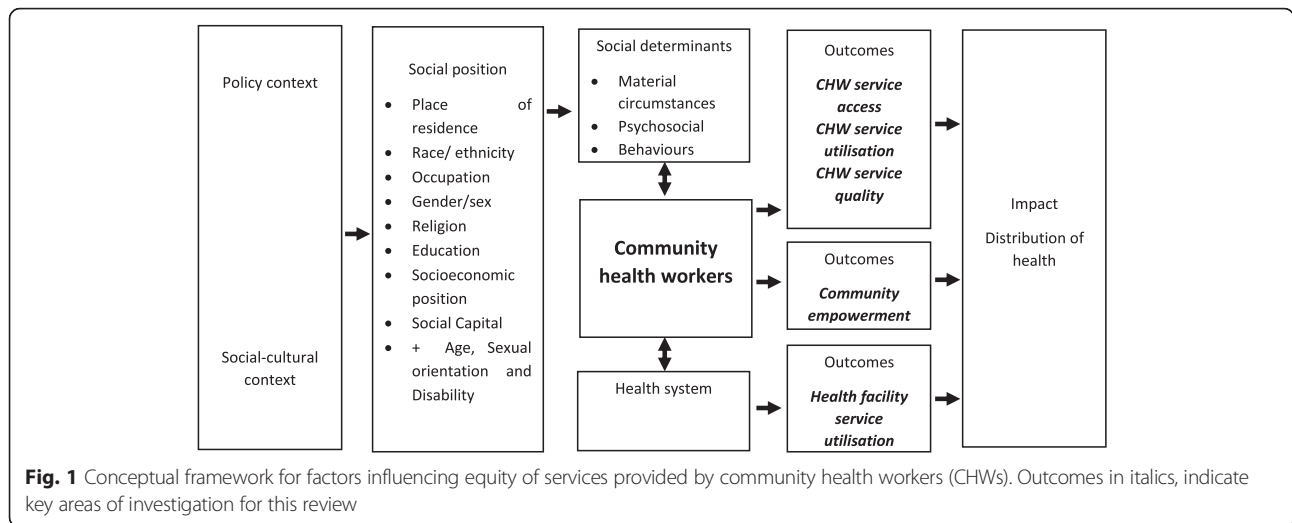 Policy context
Social-cultural
context
Social position
• Place of
residence
• Race/ ethnicity
• Occupation
• Gender/sex
• Religion
• Education
• Socioeconomic
position
• Social Capital
• + Age, Sexual
orientation and
Disability
Social determinants
• Material
circumstances
• Psychosocial
• Behaviours
Community
health workers
Health system
Outcomes
CHW service
access
CHW service
utilisation
CHW service
quality
Outcomes
Community
empowerment
Outcomes
Health facility
service
utilisation
Impact
Distribution of
health
Fig. 1 Conceptual framework for factors influencing equity of services provided by community health workers (CHWs). Outcomes in italics, indicate
key areas of investigation for this review